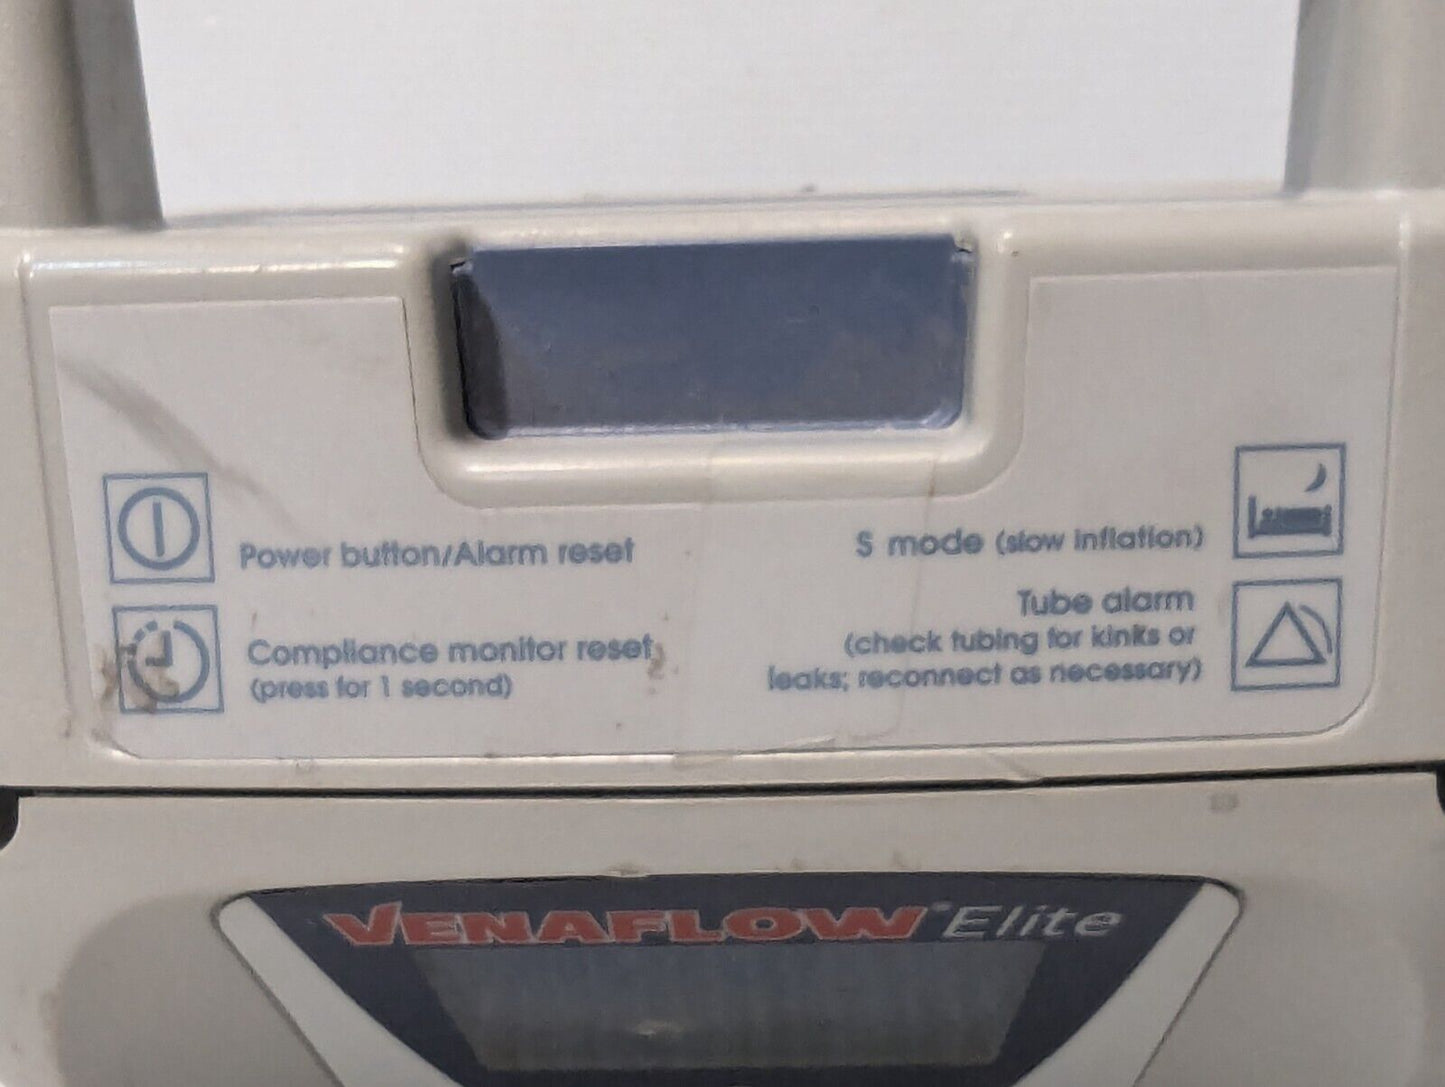 Power button/Alarm reset
Compliance monitor reset
(press for 1 second)
S mode (slow inflation)
Tube alarm
(check tubing for kinks or
leaks; reconnect as necessary)
VENAFLOW Elite